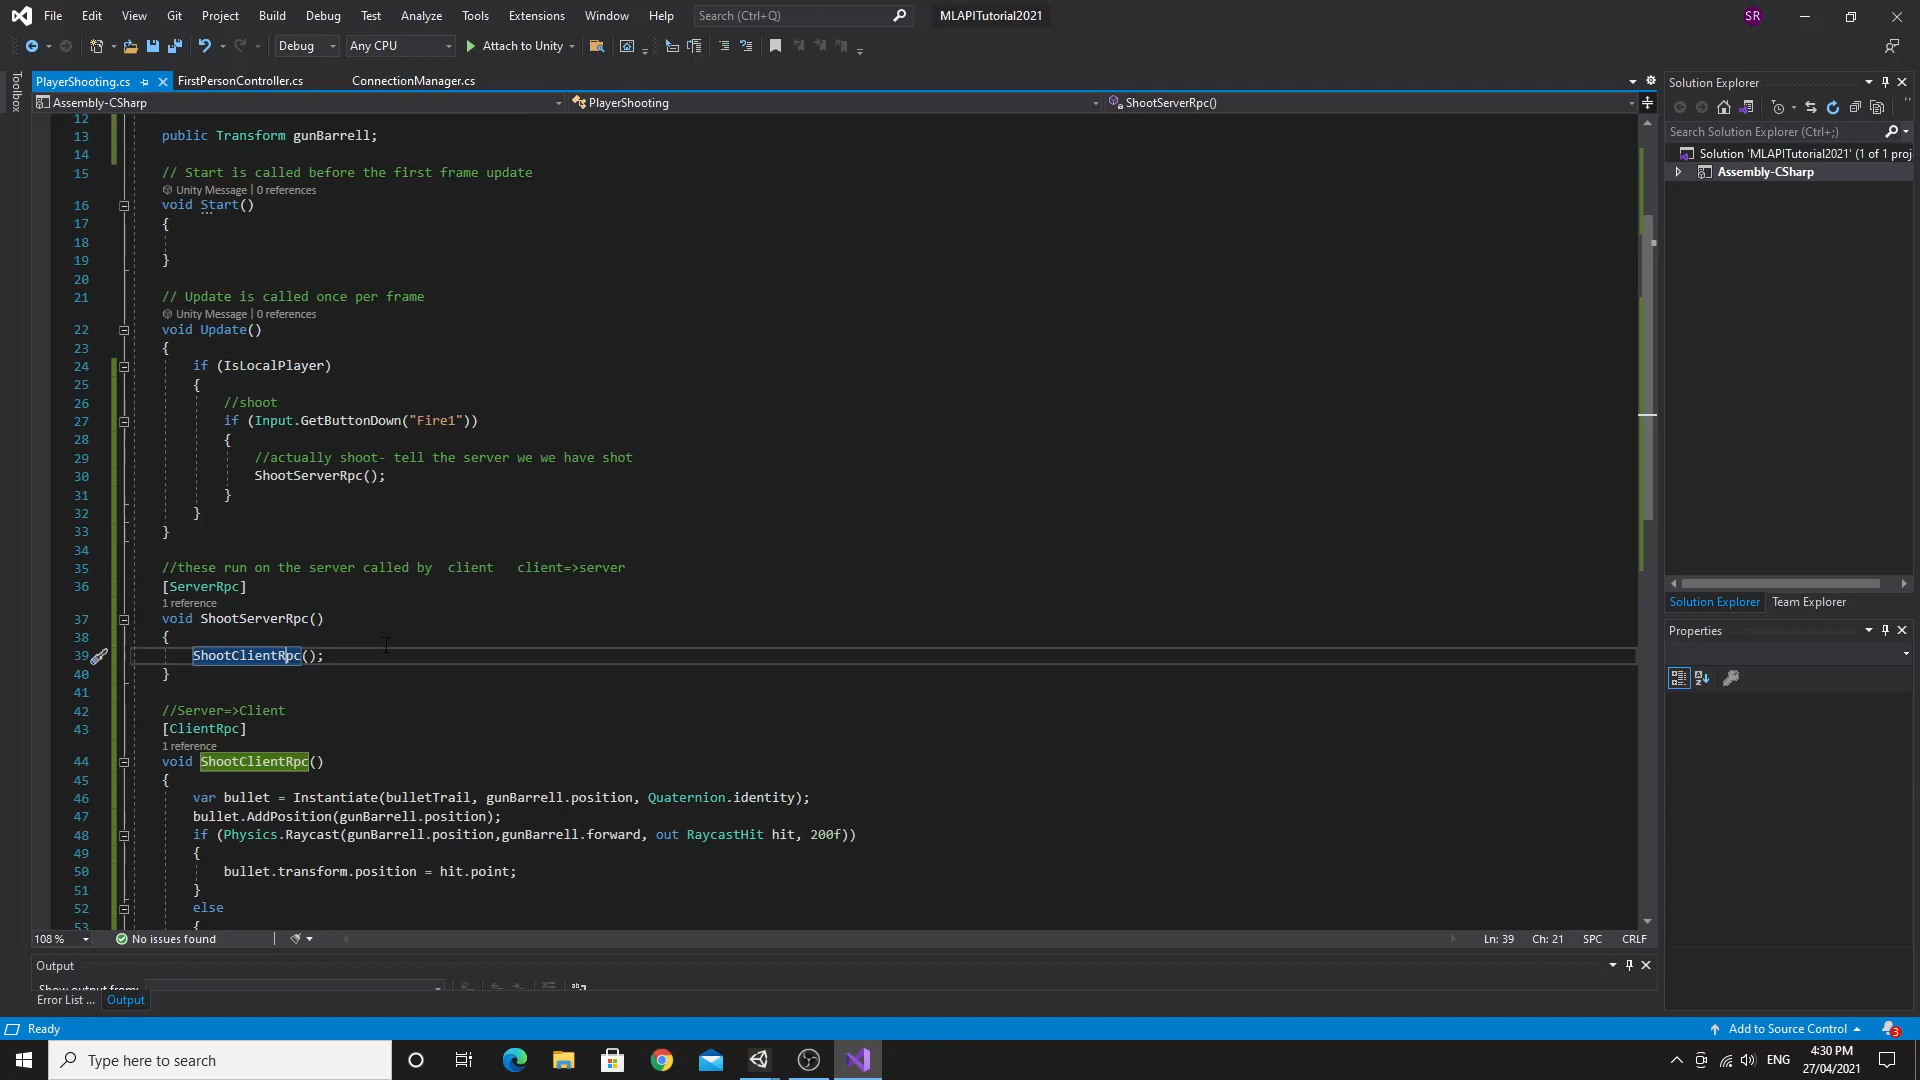 File Edit View Git Project Build Debug Test Analyze Tools Extensions Window Help Search (Ctrl+Q) MLAPITutorial2021 SR
Debug Any CPU Attach to Unity
Toolbox
PlayerShooting.cs FirstPersonController.cs ConnectionManager.cs
Assembly-CSharp PlayerShooting ShootServerRpc()
12
13 public Transform gunBarrell;
14
15 // Start is called before the first frame update
Unity Message | 0 references
16 void Start()
17 {
18
19 }
20
21 // Update is called once per frame
Unity Message | 0 references
22 void Update()
23 {
24 if (IsLocalPlayer)
25 {
26 //shoot
27 if (Input.GetButtonDown("Fire1"))
28 {
29 //actually shoot- tell the server we we have shot
30 ShootServerRpc();
31 }
32 }
33 }
34
35 //these run on the server called by  client   client=>server
36 [ServerRpc]
1 reference
37 void ShootServerRpc()
38 {
39 ShootClientRpc();
40 }
41
42 //Server=>Client
43 [ClientRpc]
1 reference
44 void ShootClientRpc()
45 {
46 var bullet = Instantiate(bulletTrail, gunBarrell.position, Quaternion.identity);
47 bullet.AddPosition(gunBarrell.position);
48 if (Physics.Raycast(gunBarrell.position,gunBarrell.forward, out RaycastHit hit, 200f))
49 {
50 bullet.transform.position = hit.point;
51 }
52 else
53 {
108 % No issues found Ln: 39 Ch: 21 SPC CRLF
Output
Show output from:
Error List ... Output
Solution Explorer
Search Solution Explorer (Ctrl+;)
Solution 'MLAPITutorial2021' (1 of 1 proj
Assembly-CSharp
Solution Explorer Team Explorer
Properties
Ready Add to Source Control 3
Type here to search ENG 4:30 PM
27/04/2021